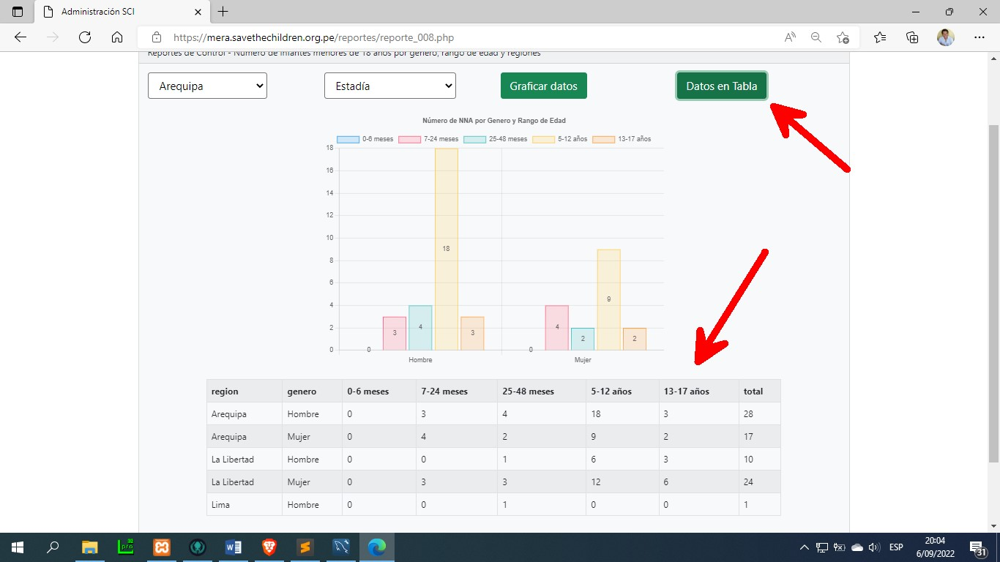 Administración SCI
https://mera.savethechildren.org.pe/reportes/reporte_008.php
Reportes de Control - Número de infantes menores de 18 años por genero, rango de edad y regiones
Arequipa Estadía Graficar datos Datos en Tabla
Número de NNA por Genero y Rango de Edad
0-6 meses 7-24 meses 25-48 meses 5-12 años 13-17 años
18
16
14
12
10
8
6
4
2
0
0 3 4 18 3
0 4 2 9 2
Hombre Mujer
region genero 0-6 meses 7-24 meses 25-48 meses 5-12 años 13-17 años total
Arequipa Hombre 0 3 4 18 3 28
Arequipa Mujer 0 4 2 9 2 17
La Libertad Hombre 0 0 1 6 3 10
La Libertad Mujer 0 3 3 12 6 24
Lima Hombre 0 0 1 0 0 1
ESP
20:04
6/09/2022
31